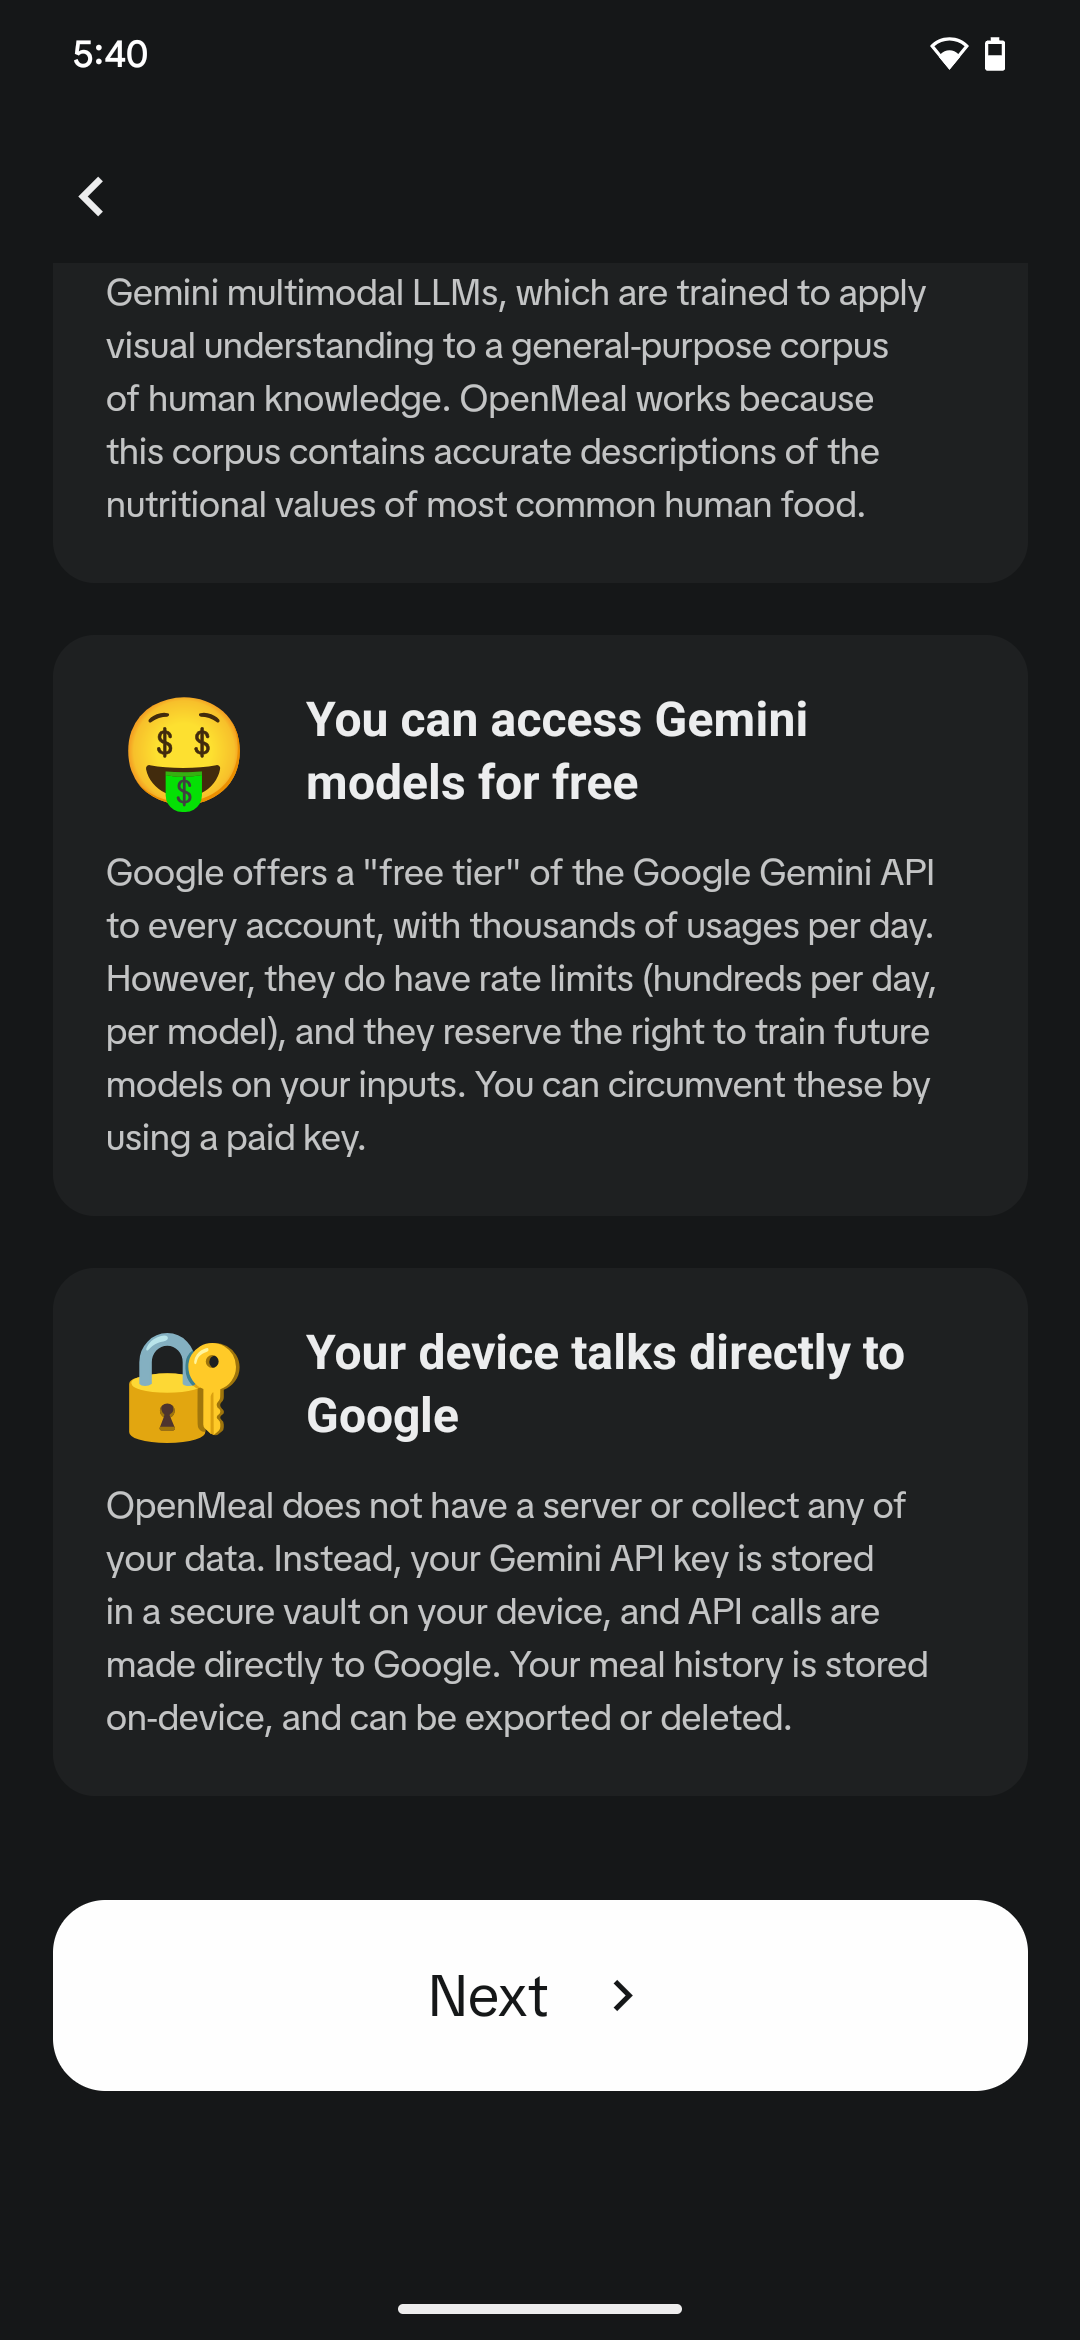 5:40
Gemini multimodal LLMs, which are trained to apply
visual understanding to a general-purpose corpus
of human knowledge. OpenMeal works because
this corpus contains accurate descriptions of the
nutritional values of most common human food.
You can access Gemini
models for free
Google offers a "free tier" of the Google Gemini API
to every account, with thousands of usages per day.
However, they do have rate limits (hundreds per day,
per model), and they reserve the right to train future
models on your inputs. You can circumvent these by
using a paid key.
Your device talks directly to
Google
OpenMeal does not have a server or collect any of
your data. Instead, your Gemini API key is stored
in a secure vault on your device, and API calls are
made directly to Google. Your meal history is stored
on-device, and can be exported or deleted.
Next